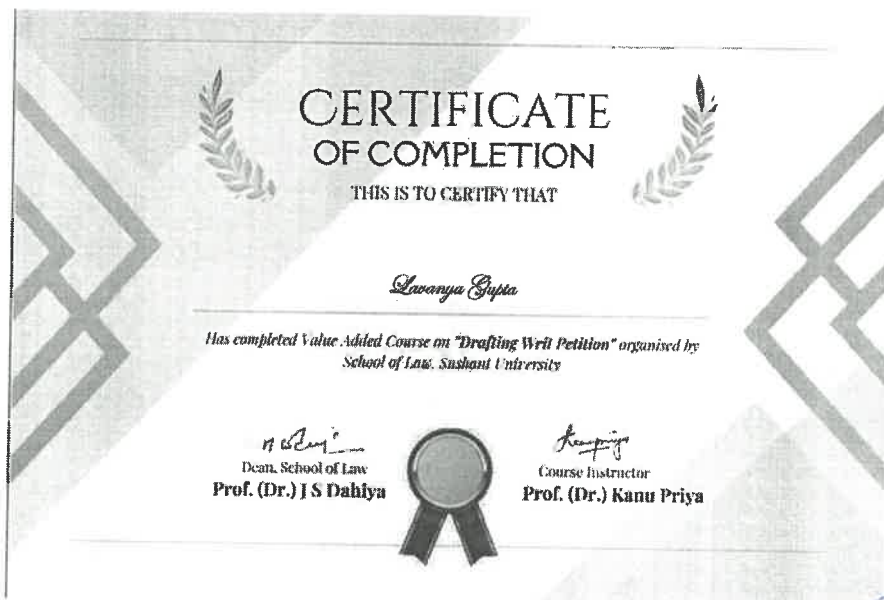 CERTIFICATE
OF COMPLETION
THIS IS TO CERTIFY THAT
Lavanya Gupta
Has completed Value Added Course on "Drafting Writ Petition" organised by
School of Law, Sushant University
Dean, School of Law
Prof. (Dr.) J S Dahiya
Course Instructor
Prof. (Dr.) Kanu Priya